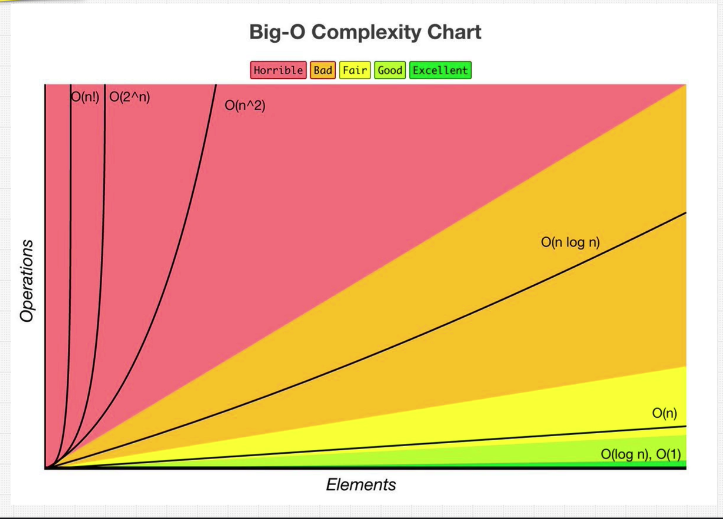 Big-O Complexity Chart
Horrible Bad Fair Good Excellent
O(n!) O(2^n)
O(n^2)
O(n log n)
O(n)
O(log n), O(1)
Operations
Elements